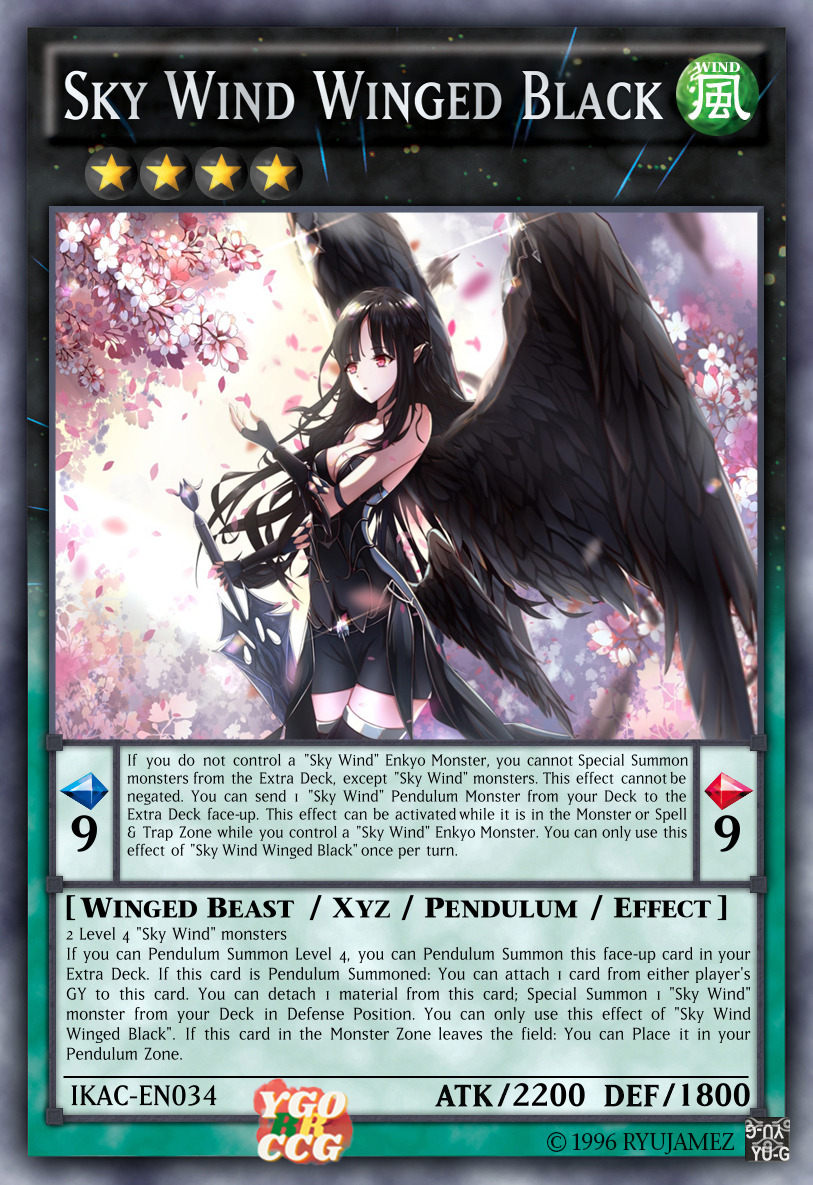 Sky Wind Winged Black
WIND
風
If you do not control a "Sky Wind" Enkyo Monster, you cannot Special Summon
monsters from the Extra Deck, except "Sky Wind" monsters. This effect cannot be
negated. You can send 1 "Sky Wind" Pendulum Monster from your Deck to the
Extra Deck face-up. This effect can be activated while it is in the Monster or Spell
& Trap Zone while you control a "Sky Wind" Enkyo Monster. You can only use this
effect of "Sky Wind Winged Black" once per turn.
9
9
[ Winged Beast / Xyz / Pendulum / Effect ]
2 Level 4 "Sky Wind" monsters
If you can Pendulum Summon Level 4, you can Pendulum Summon this face-up card in your
Extra Deck. If this card is Pendulum Summoned: You can attach 1 card from either player's
GY to this card. You can detach 1 material from this card; Special Summon 1 "Sky Wind"
monster from your Deck in Defense Position. You can only use this effect of "Sky Wind
Winged Black". If this card in the Monster Zone leaves the field: You can Place it in your
Pendulum Zone.
IKAC-EN034
ATK/2200 DEF/1800
YGO
RR
CCG
© 1996 RYUJAMEZ
YU-G
YU-G